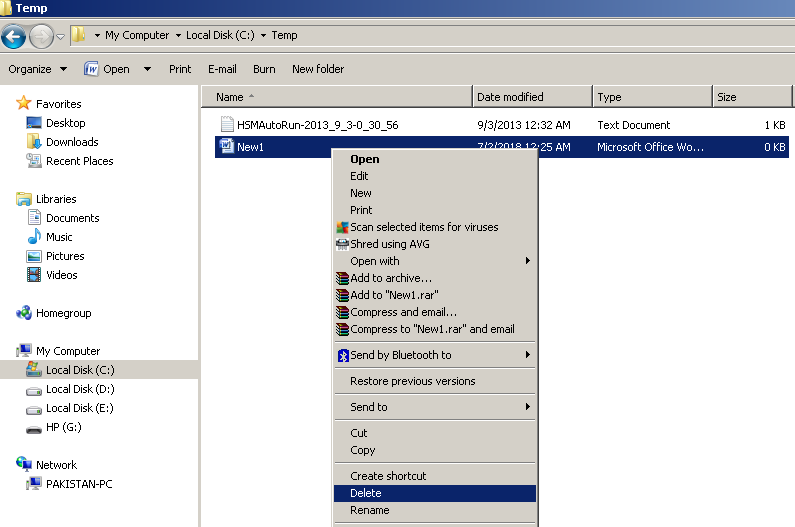 Temp
My Computer Local Disk (C:) Temp
Organize Open Print E-mail Burn New folder
Favorites
Desktop
Downloads
Recent Places
Libraries
Documents
Music
Pictures
Videos
Homegroup
My Computer
Local Disk (C:)
Local Disk (D:)
Local Disk (E:)
HP (G:)
Network
PAKISTAN-PC
Name Date modified Type Size
HSMAutoRun-2013_9_3-0_30_56 9/3/2013 12:32 AM Text Document 1 KB
New1 7/2/2018 12:25 AM Microsoft Office Wo... 0 KB
Open
Edit
New
Print
Scan selected items for viruses
Shred using AVG
Open with
Add to archive...
Add to "New1.rar"
Compress and email...
Compress to "New1.rar" and email
Send by Bluetooth to
Restore previous versions
Send to
Cut
Copy
Create shortcut
Delete
Rename